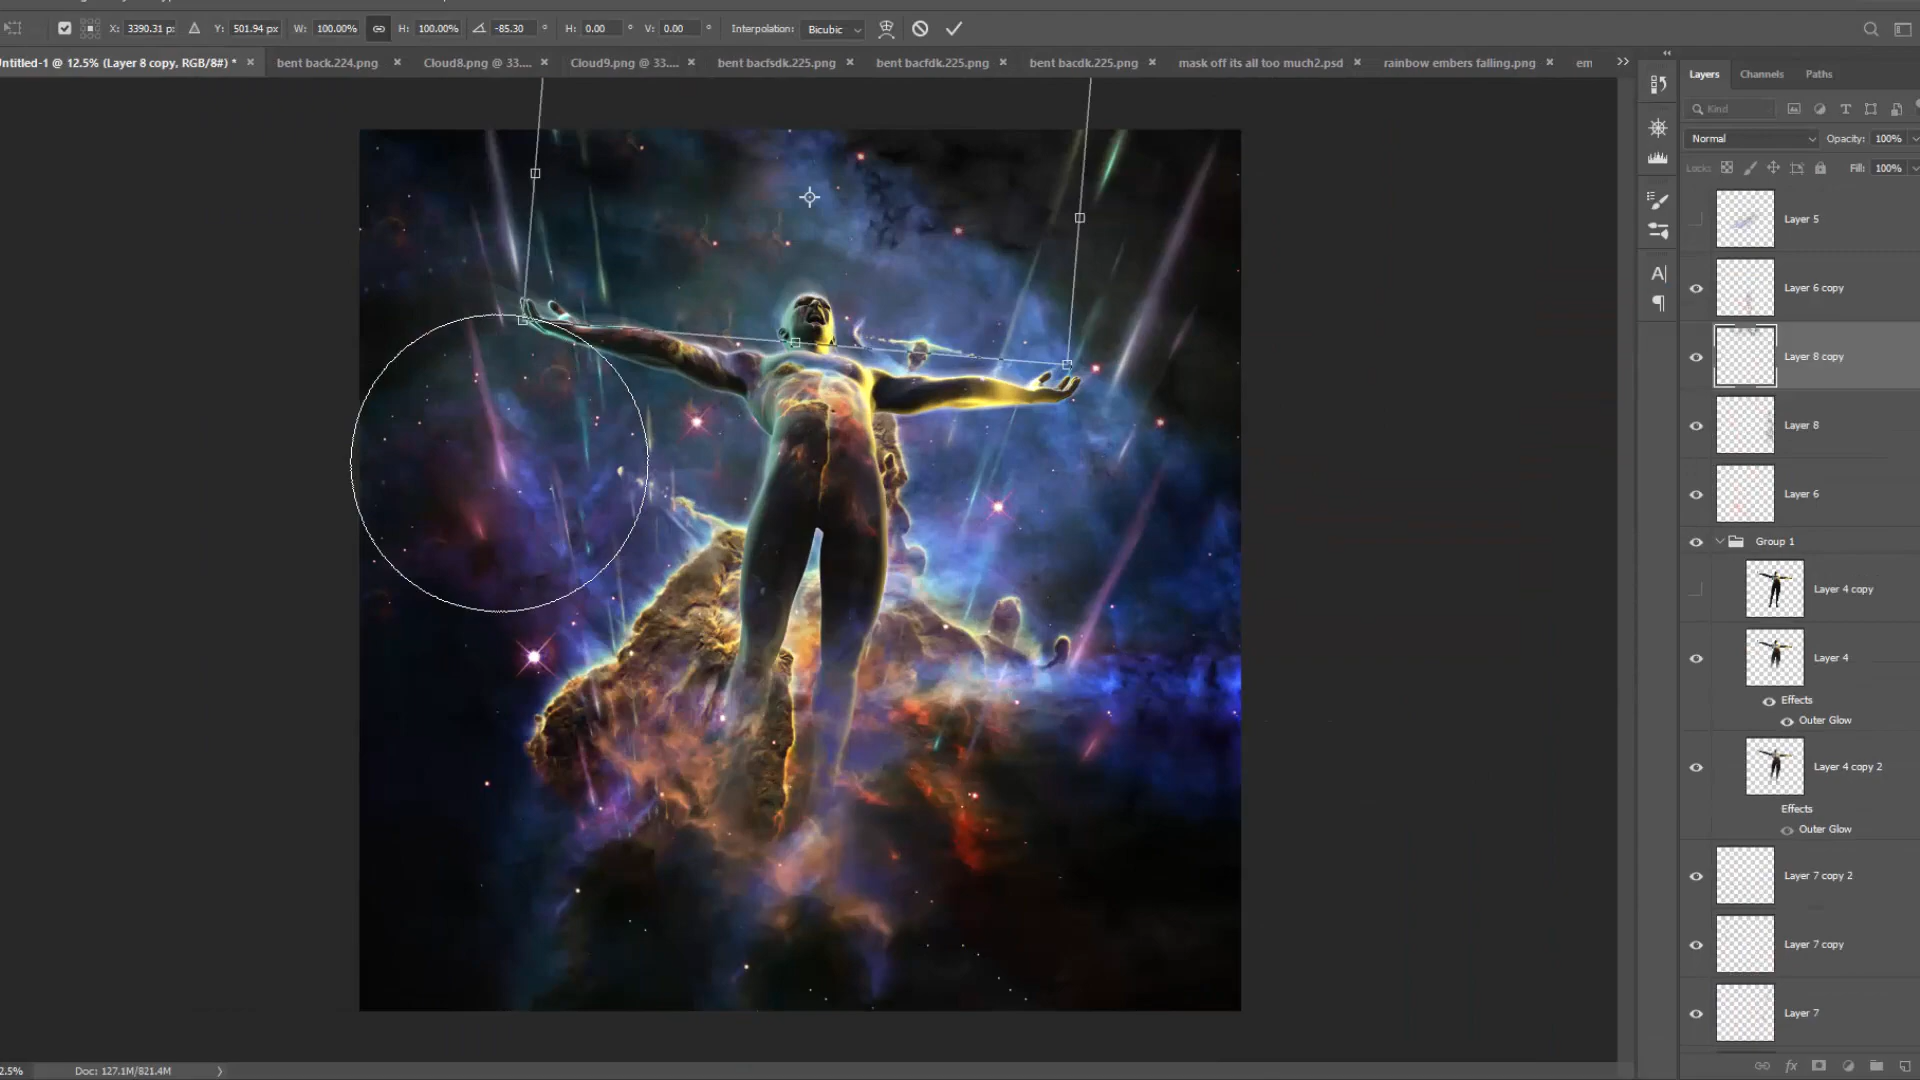 X: 3390.31 p: Y: 501.94 px W: 100.00% H: 100.00% -85.30 ° H: 0.00 ° V: 0.00 ° Interpolation: Bicubic
ntitled-1 @ 12.5% (Layer 8 copy, RGB/8#) * × bent back.224.png × Cloud8.png @ 33.... × Cloud9.png @ 33.... × bent bacfsdk.225.png × bent bacfdk.225.png × bent bacdk.225.png × mask off its all too much2.psd × rainbow embers falling.png × em
Layers Channels Paths
Kind
Normal Opacity: 100%
Lock: Fill: 100%
Layer 5
Layer 6 copy
Layer 8 copy
Layer 8
Layer 6
Group 1
Layer 4 copy
Layer 4
Effects
Outer Glow
Layer 4 copy 2
Effects
Outer Glow
Layer 7 copy 2
Layer 7 copy
Layer 7
2.5% Doc: 127.1M/821.4M